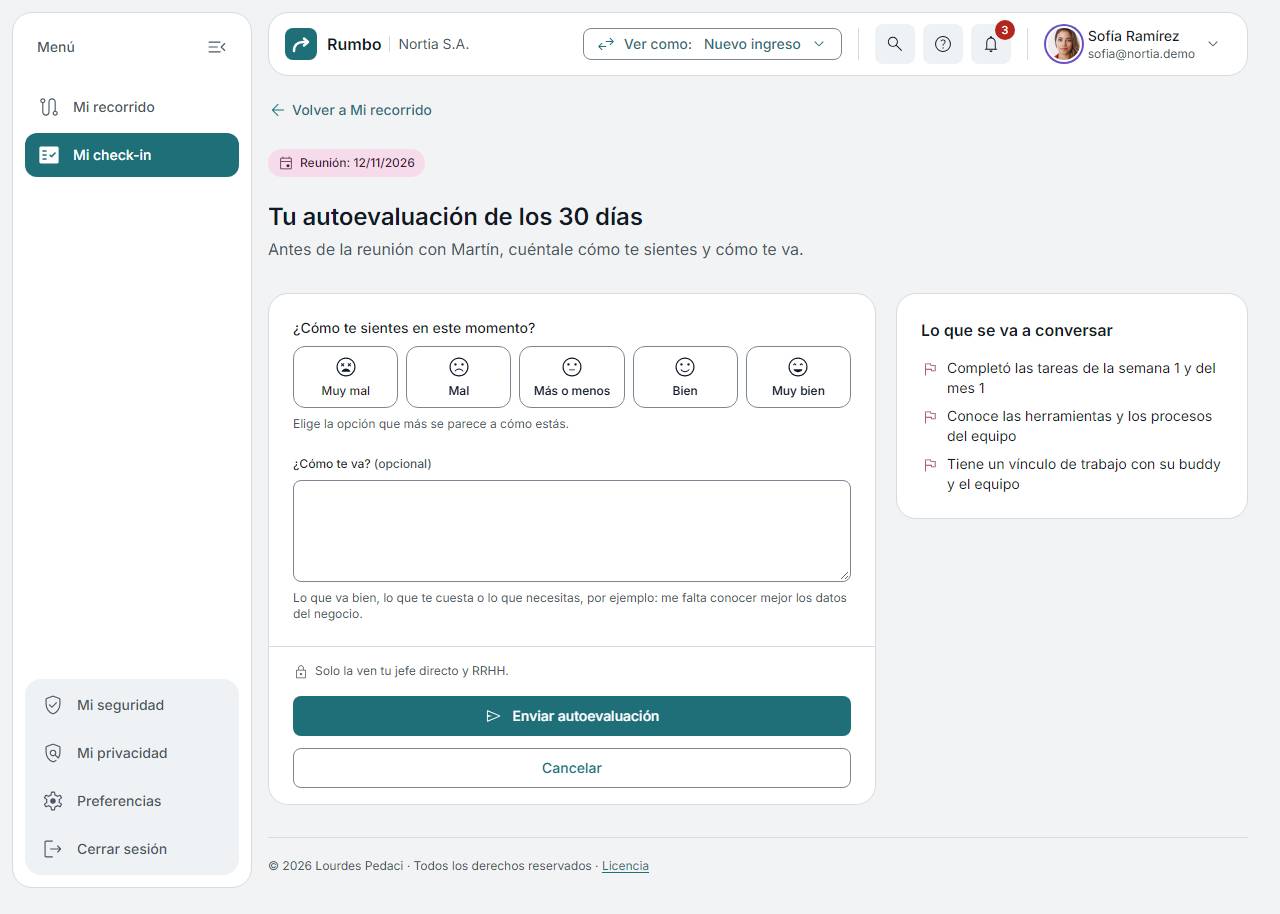 Menú
Mi recorrido
Mi check-in
Mi seguridad
Mi privacidad
Preferencias
Cerrar sesión
Rumbo
Nortia S.A.
Ver como: Nuevo ingreso
3
Sofía Ramírez
sofia@nortia.demo
Volver a Mi recorrido
Reunión: 12/11/2026
Tu autoevaluación de los 30 días
Antes de la reunión con Martín, cuéntale cómo te sientes y cómo te va.
¿Cómo te sientes en este momento?
Muy mal
Mal
Más o menos
Bien
Muy bien
Elige la opción que más se parece a cómo estás.
¿Cómo te va? (opcional)
Lo que va bien, lo que te cuesta o lo que necesitas, por ejemplo: me falta conocer mejor los datos
del negocio.
Solo la ven tu jefe directo y RRHH.
Enviar autoevaluación
Cancelar
Lo que se va a conversar
Completó las tareas de la semana 1 y del
mes 1
Conoce las herramientas y los procesos
del equipo
Tiene un vínculo de trabajo con su buddy
y el equipo
© 2026 Lourdes Pedaci · Todos los derechos reservados · Licencia